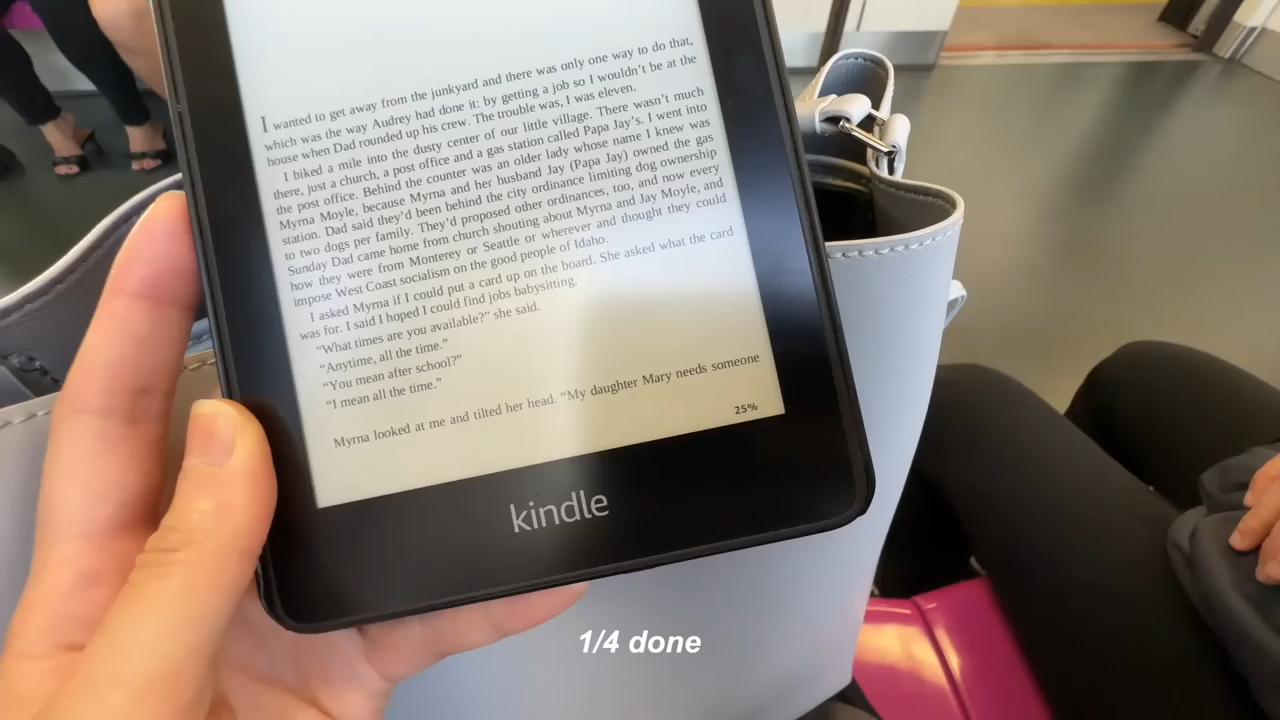 I wanted to get away from the junkyard and there was only one way to do that,
which was the way Audrey had done it: by getting a job so I wouldn't be at the
house when Dad rounded up his crew. The trouble was, I was eleven.
I biked a mile into the dusty center of our little village. There wasn't much
there, just a church, a post office and a gas station called Papa Jay's. I went into
the post office. Behind the counter was an older lady whose name I knew was
Myrna Moyle, because Myrna and her husband Jay (Papa Jay) owned the gas
station. Dad said they'd been behind the city ordinance limiting dog ownership
to two dogs per family. They'd proposed other ordinances, too, and now every
Sunday Dad came home from church shouting about Myrna and Jay Moyle, and
how they were from Monterey or Seattle or wherever and thought they could
impose West Coast socialism on the good people of Idaho.
I asked Myrna if I could put a card up on the board. She asked what the card
was for. I said I hoped I could find jobs babysitting.
“What times are you available?” she said.
“Anytime, all the time.”
“You mean after school?”
“I mean all the time.”
Myrna looked at me and tilted her head. “My daughter Mary needs someone
25%
kindle
1/4 done